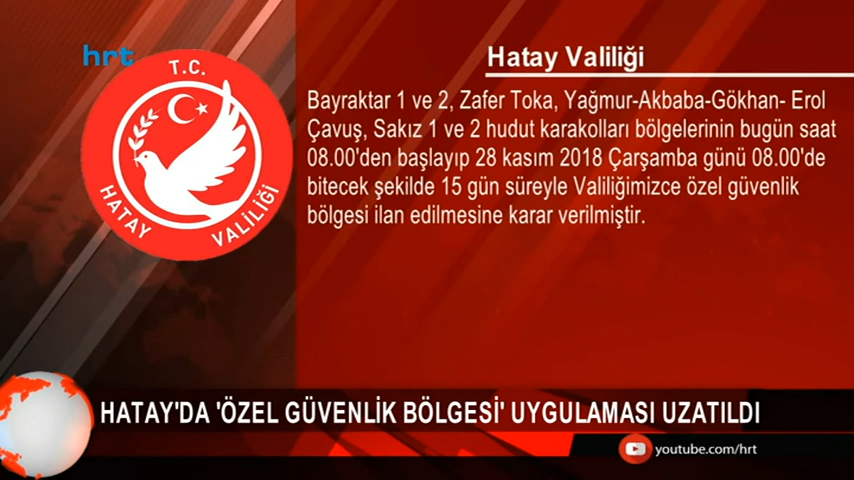 hrt
T.C.
HATAY VALİLİĞİ
Hatay Valiliği
Bayraktar 1 ve 2, Zafer Toka, Yağmur-Akbaba-Gökhan- Erol
Çavuş, Sakız 1 ve 2 hudut karakolları bölgelerinin bugün saat
08.00'den başlayıp 28 kasım 2018 Çarşamba günü 08.00'de
bitecek şekilde 15 gün süreyle Valiliğimizce özel güvenlik
bölgesi ilan edilmesine karar verilmiştir.
HATAY'DA 'ÖZEL GÜVENLİK BÖLGESİ' UYGULAMASI UZATILDI
youtube.com/hrt